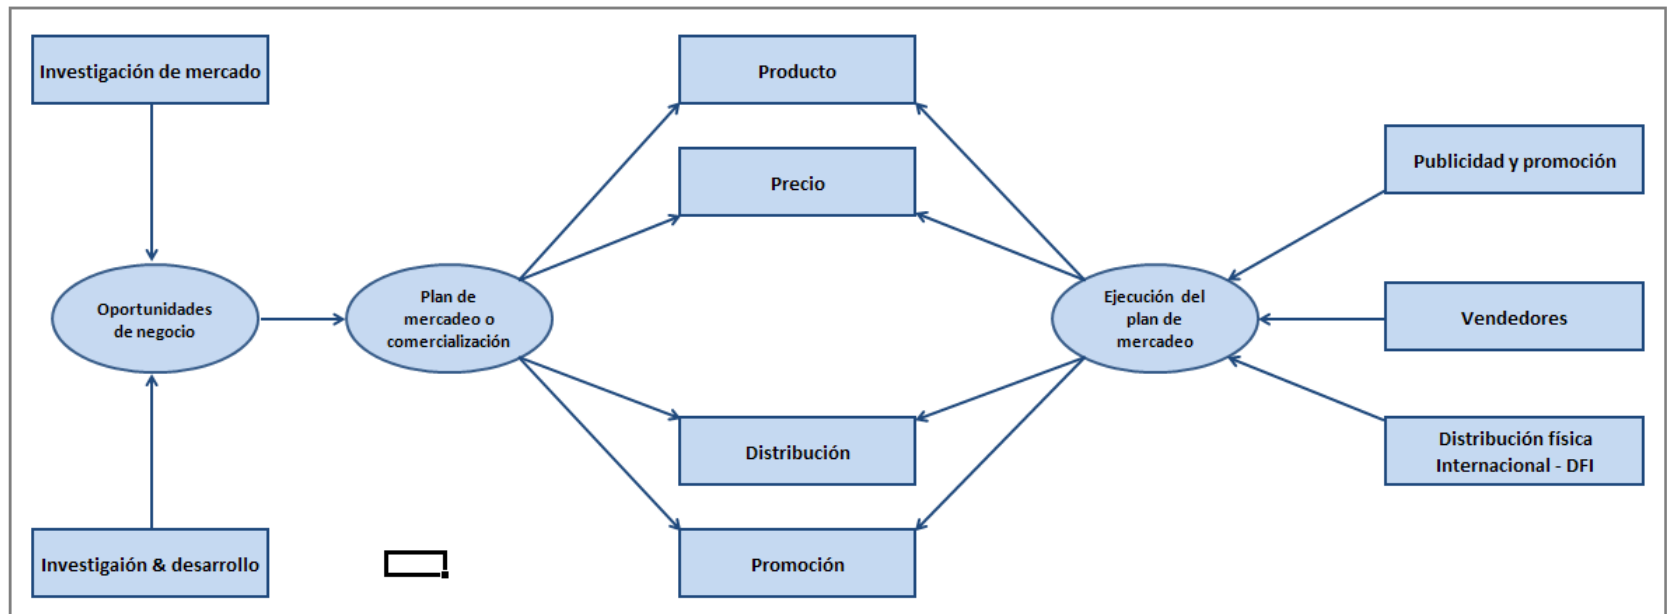 Investigación de mercado
Producto
Precio
Publicidad y promoción
Oportunidades
de negocio
Plan de
mercadeo o
comercialización
Ejecución del
plan de
mercadeo
Vendedores
Distribución
Distribución física
Internacional - DFI
Investigaión & desarrollo
Promoción